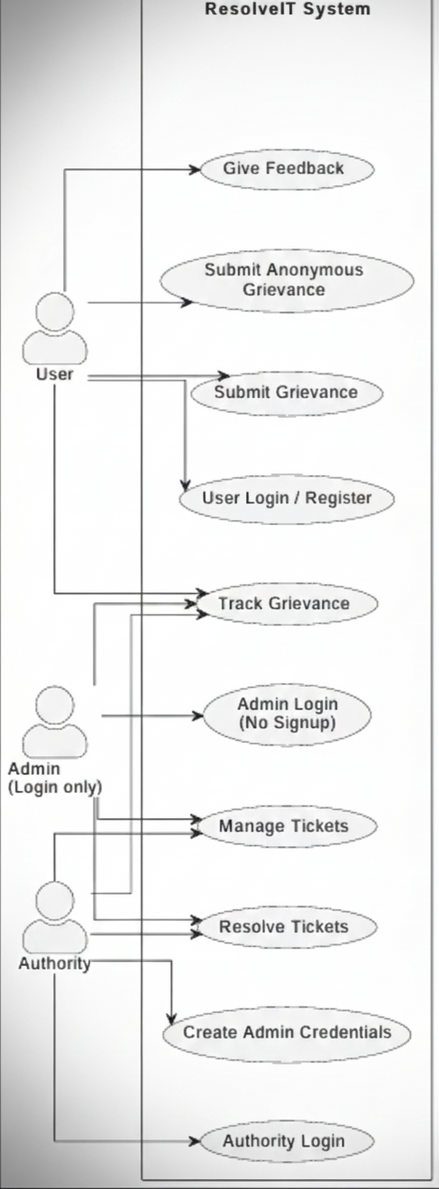 ResolveIT System
Give Feedback
Submit Anonymous
Grievance
User
Submit Grievance
User Login / Register
Track Grievance
Admin Login
(No Signup)
Admin
(Login only)
Manage Tickets
Resolve Tickets
Authority
Create Admin Credentials
Authority Login